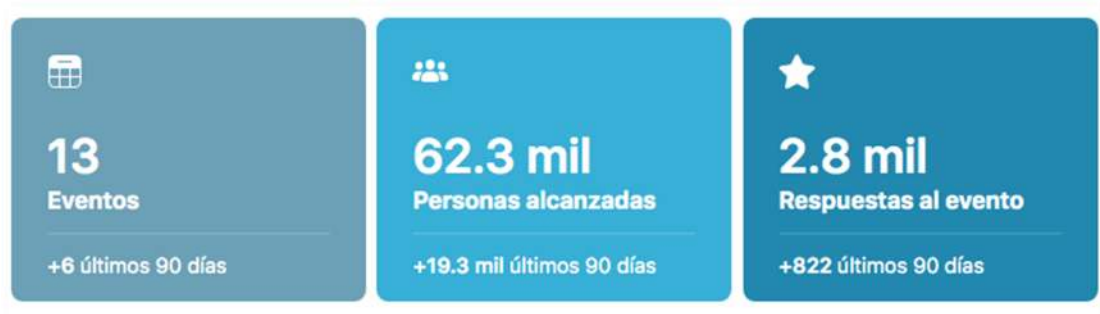 13
Eventos
+6 últimos 90 días
62.3 mil
Personas alcanzadas
+19.3 mil últimos 90 días
2.8 mil
Respuestas al evento
+822 últimos 90 días